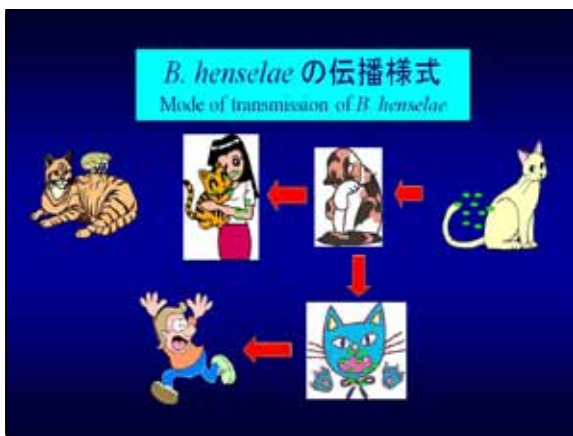 B. henselae の伝播様式
Mode of transmission of B. henselae